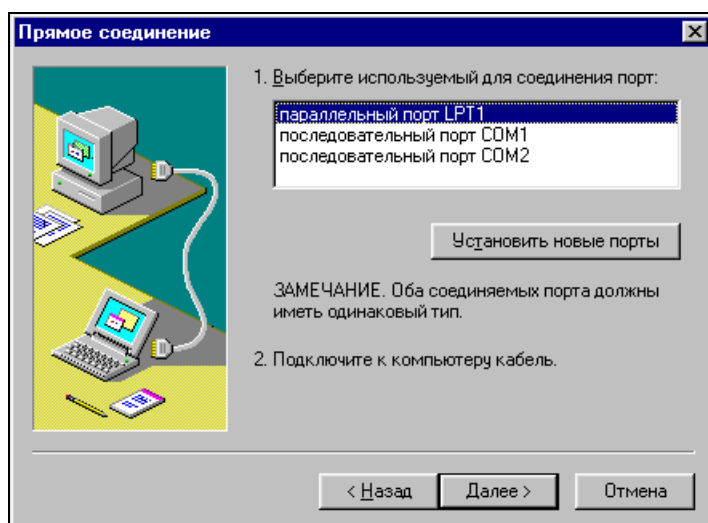 Прямое соединение
1. Выберите используемый для соединения порт:
параллельный порт LPT1
последовательный порт COM1
последовательный порт COM2
Установить новые порты
ЗАМЕЧАНИЕ. Оба соединяемых порта должны
иметь одинаковый тип.
2. Подключите к компьютеру кабель.
< Назад
Далее >
Отмена